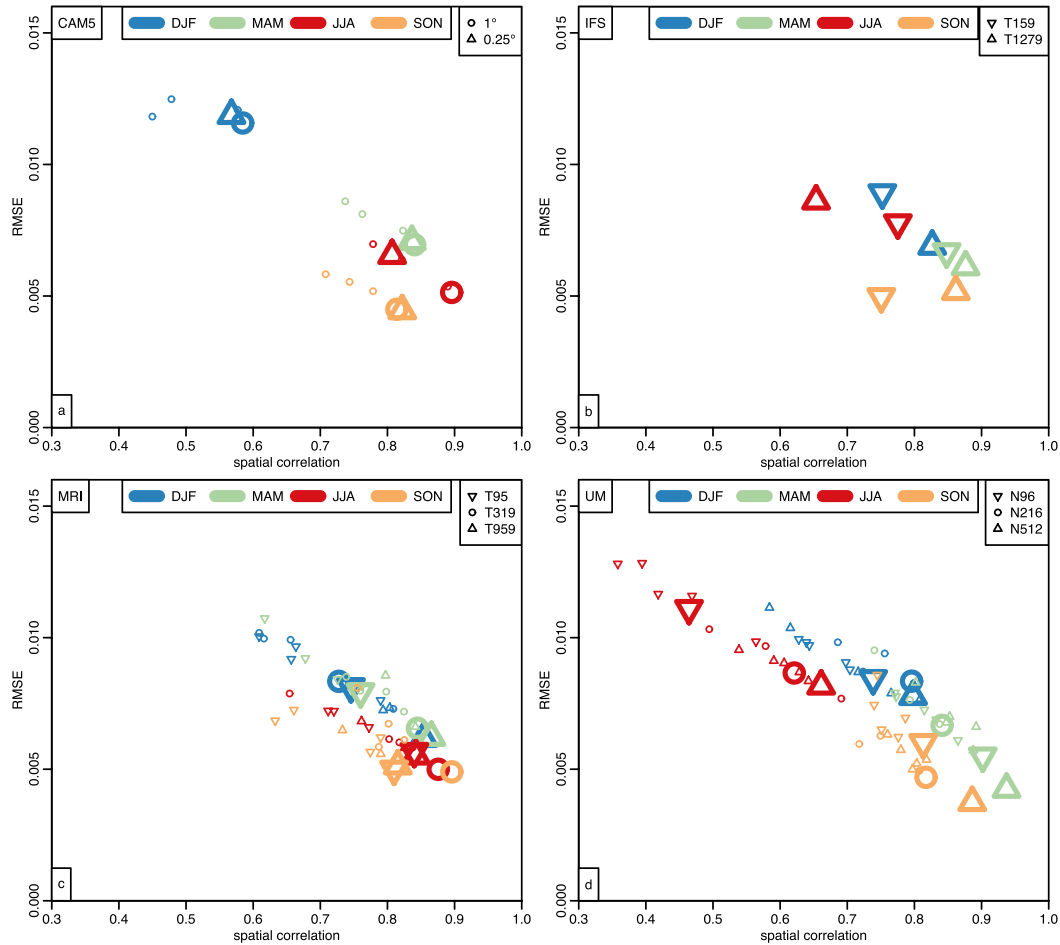 CAM5 DJF MAM JJA SON 1°
0.25°
0.015
0.010
RMSE
0.005
0.000
a
0.3 0.4 0.5 0.6 0.7 0.8 0.9 1.0
spatial correlation
IFS DJF MAM JJA SON T159
T1279
0.015
0.010
RMSE
0.005
0.000
b
0.3 0.4 0.5 0.6 0.7 0.8 0.9 1.0
spatial correlation
MRI DJF MAM JJA SON T95
T319
T959
0.015
0.010
RMSE
0.005
0.000
c
0.3 0.4 0.5 0.6 0.7 0.8 0.9 1.0
spatial correlation
UM DJF MAM JJA SON N96
N216
N512
0.015
0.010
RMSE
0.005
0.000
d
0.3 0.4 0.5 0.6 0.7 0.8 0.9 1.0
spatial correlation